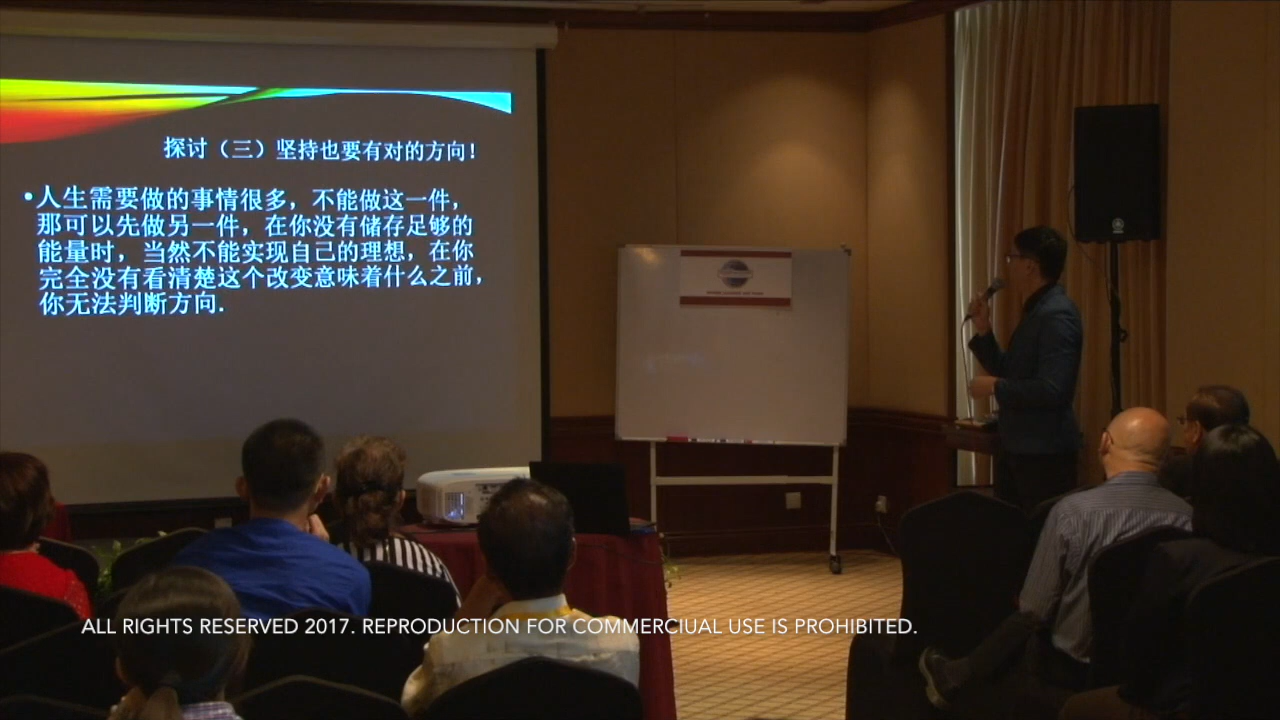 探讨（三）坚持也要有对的方向！
•人生需要做的事情很多，不能做这一件，
那可以先做另一件，在你没有储存足够的
能量时，当然不能实现自己的理想，在你
完全没有看清楚这个改变意味着什么之前，
你无法判断方向.
ALL RIGHTS RESERVED 2017. REPRODUCTION FOR COMMERCIUAL USE IS PROHIBITED.